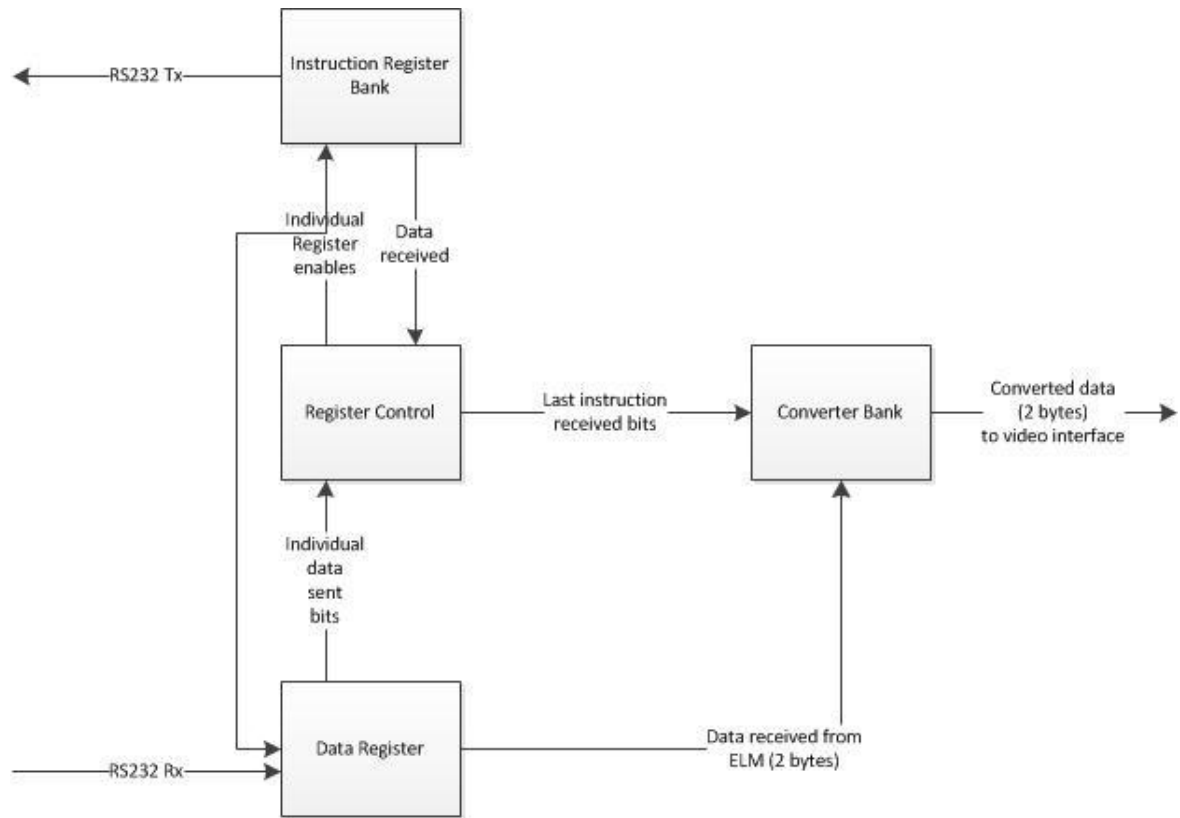 Instruction Register
Bank
RS232 Tx
Individual
Register
enables
Data
received
Register Control
Last instruction
received bits
Converter Bank
Converted data
(2 bytes)
to video interface
Individual
data
sent
bits
Data Register
Data received from
ELM (2 bytes)
RS232 Rx